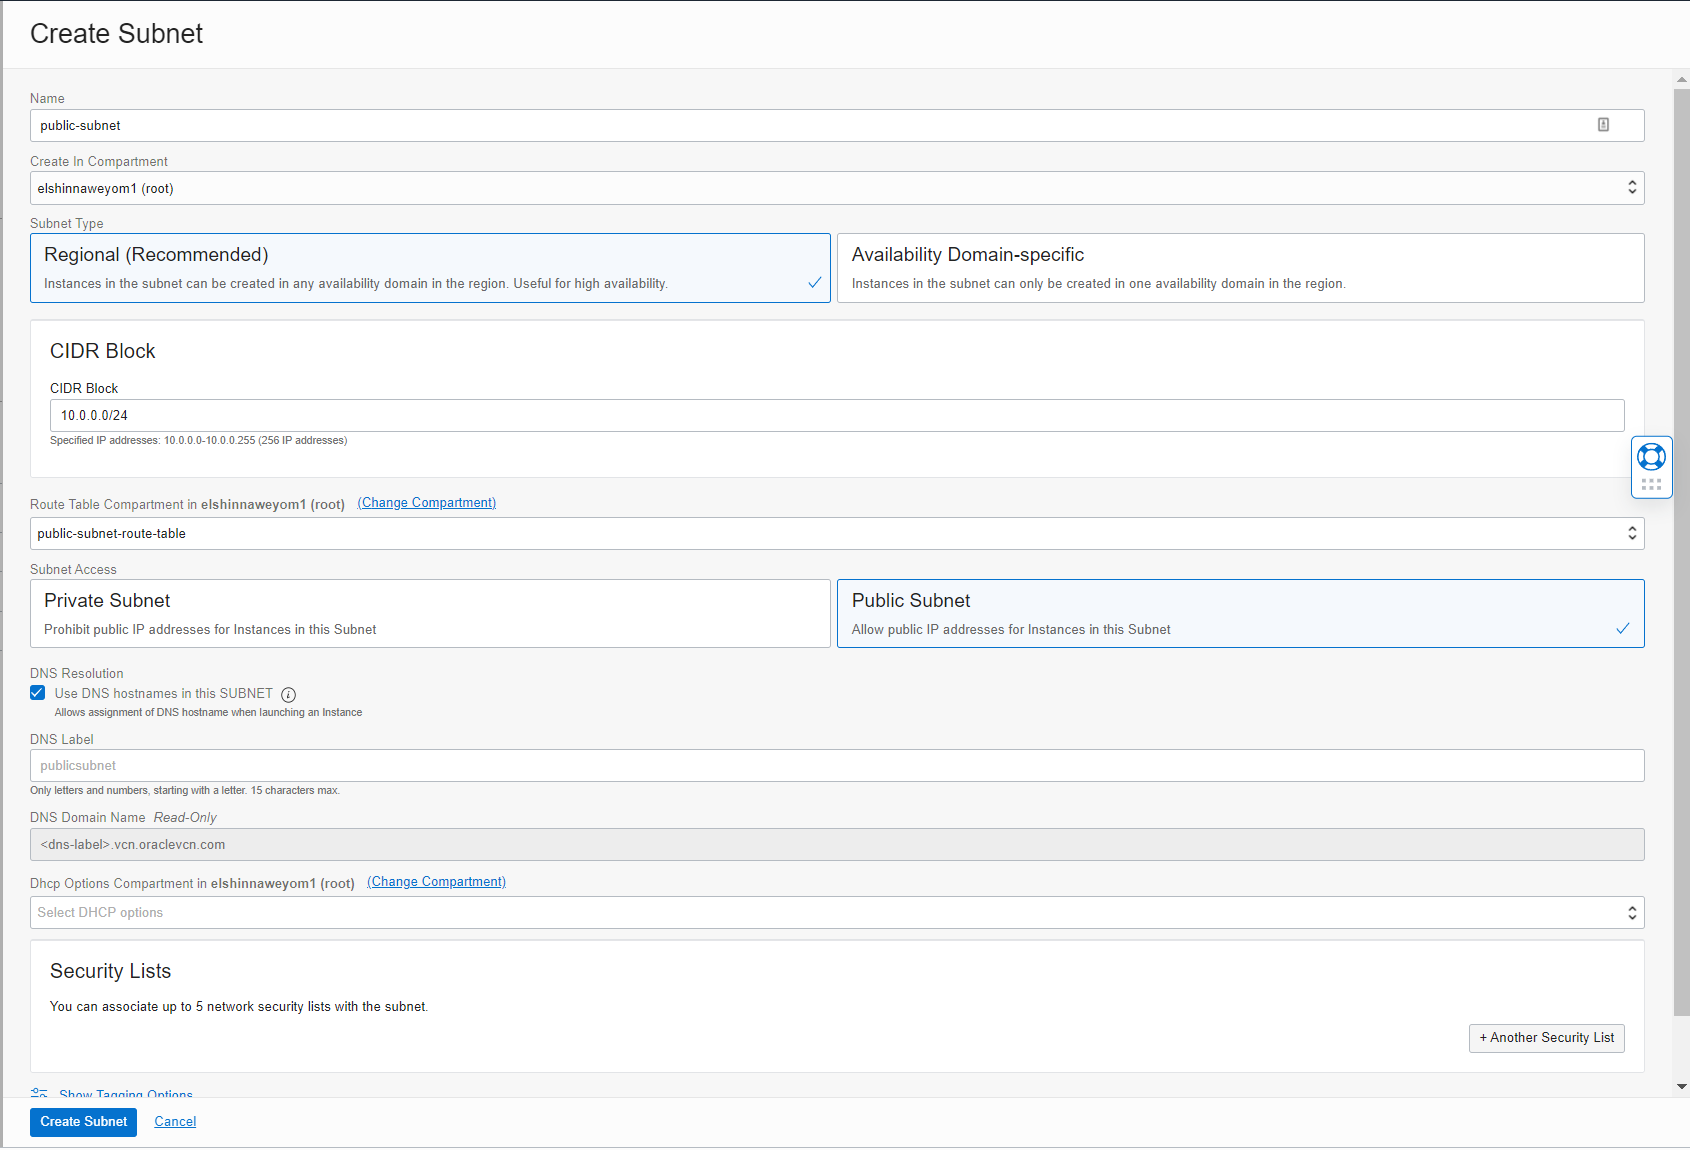 Create Subnet
Name
public-subnet
Create In Compartment
elshinnaweyom1 (root)
Subnet Type
Regional (Recommended)
Instances in the subnet can be created in any availability domain in the region. Useful for high availability.
Availability Domain-specific
Instances in the subnet can only be created in one availability domain in the region.
CIDR Block
CIDR Block
10.0.0.0/24
Specified IP addresses: 10.0.0.0-10.0.0.255 (256 IP addresses)
Route Table Compartment in elshinnaweyom1 (root) (Change Compartment)
public-subnet-route-table
Subnet Access
Private Subnet
Prohibit public IP addresses for Instances in this Subnet
Public Subnet
Allow public IP addresses for Instances in this Subnet
DNS Resolution
Use DNS hostnames in this SUBNET
Allows assignment of DNS hostname when launching an Instance
DNS Label
publicsubnet
Only letters and numbers, starting with a letter. 15 characters max.
DNS Domain Name Read-Only
<dns-label>.vcn.oraclevcn.com
Dhcp Options Compartment in elshinnaweyom1 (root) (Change Compartment)
Select DHCP options
Security Lists
You can associate up to 5 network security lists with the subnet.
+ Another Security List
Show Tagging Options
Create Subnet Cancel